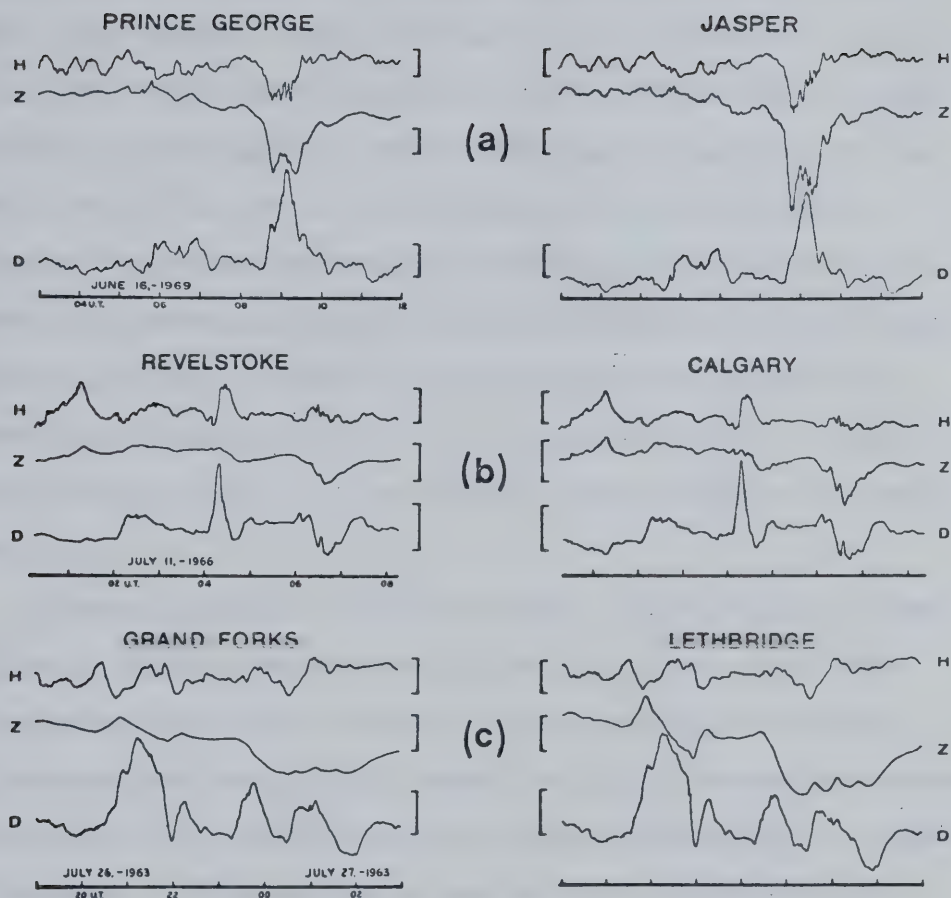 PRINCE GEORGE
JASPER
H
Z
D
] [
H
Z
D
(a)
JUNE 16,-1969
04 U.T. 06 08 10 18
REVELSTOKE
CALGARY
H
Z
D
H
Z
D
(b)
JULY 11,-1966
02 U.T. 04 06 08
GRAND FORKS
LETHBRIDGE
H
Z
D
H
Z
D
(c)
JULY 26,-1963 JULY 27,-1963
20 U.T. 22 00 02